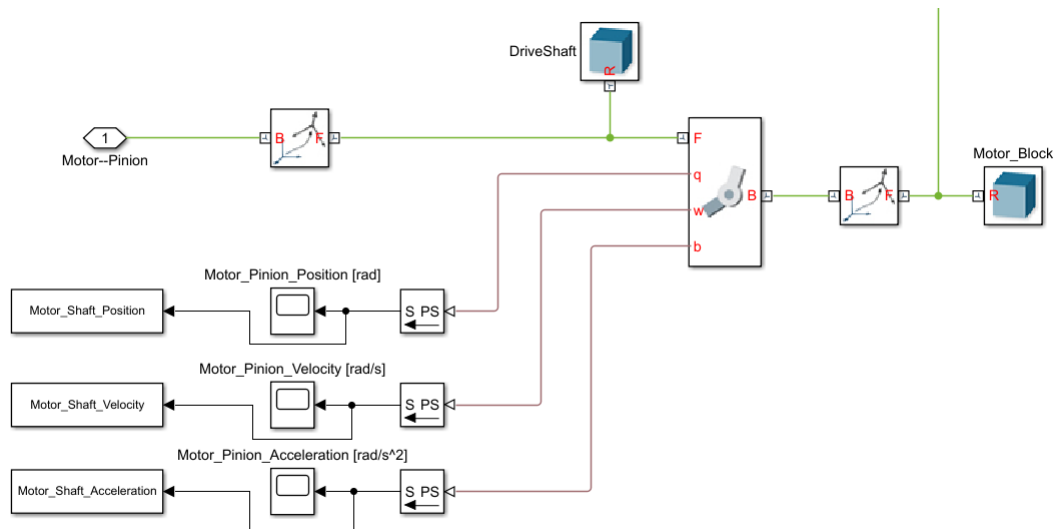 DriveShaft
R
1
Motor--Pinion
B F
F
q
w
b
B
B F
Motor_Block
R
Motor_Pinion_Position [rad]
Motor_Shaft_Position
S PS
Motor_Pinion_Velocity [rad/s]
Motor_Shaft_Velocity
S PS
Motor_Pinion_Acceleration [rad/s^2]
Motor_Shaft_Acceleration
S PS